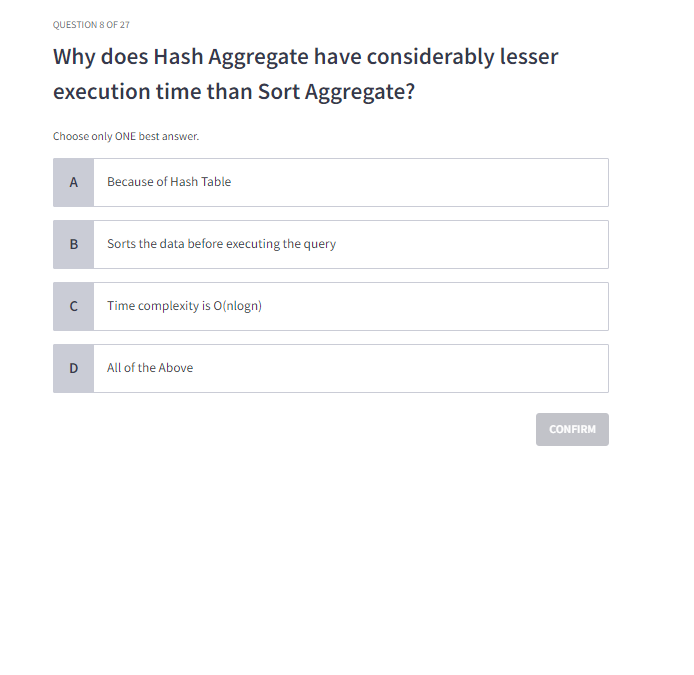 QUESTION 8 OF 27
Why does Hash Aggregate have considerably lesser
execution time than Sort Aggregate?
Choose only ONE best answer.
A Because of Hash Table
B Sorts the data before executing the query
C Time complexity is O(nlogn)
D All of the Above
CONFIRM